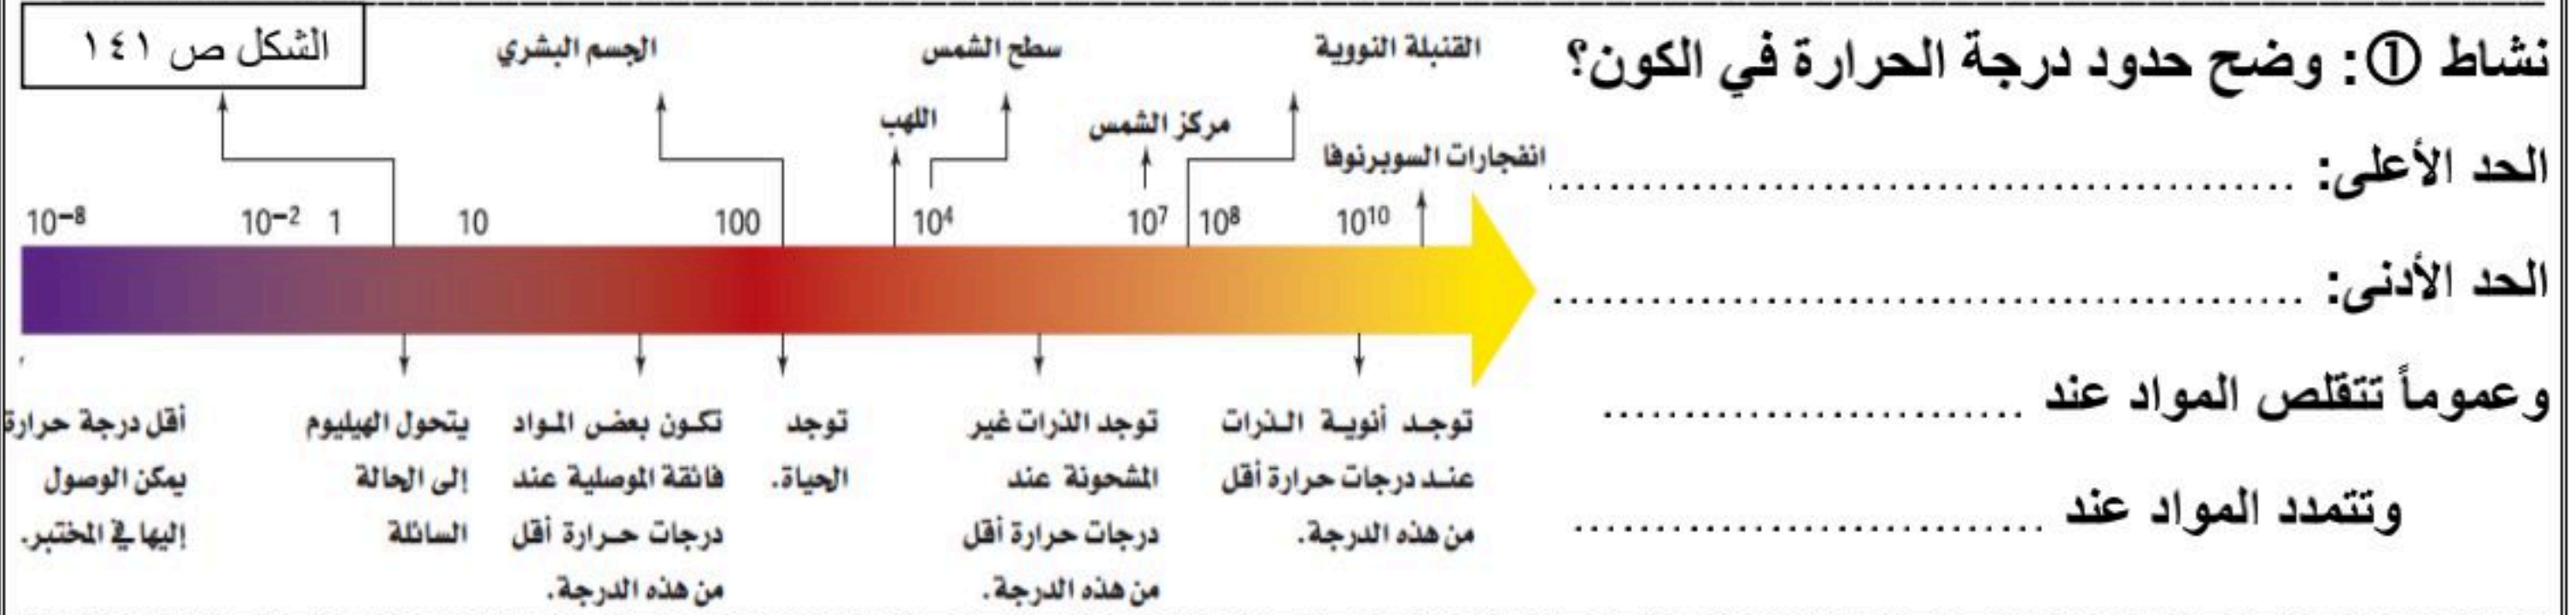 نشاط ①: وضح حدود درجة الحرارة في الكون؟
الحد الأعلى: ................................................
الحد الأدنى: ................................................
وعموماً تتقلص المواد عند ...........................
وتتمدد المواد عند ..............................
الشكل ص ١٤١
الجسم البشري
سطح الشمس
القنبلة النووية
اللهب
مركز الشمس
انفجارات السوبرنوفا
10⁻⁸ 10⁻² 1 10 100 10⁴ 10⁷ 10⁸ 10¹⁰
توجد أنوية الذرات
عند درجات حرارة أقل
من هذه الدرجة.
توجد الذرات غير
المشحونة عند
درجات حرارة أقل
من هذه الدرجة.
توجد
الحياة.
تكون بعض المواد
فائقة الموصلية عند
درجات حرارة أقل
من هذه الدرجة.
يتحول الهيليوم
إلى الحالة
السائلة
أقل درجة حرارة
يمكن الوصول
إليها في المختبر.